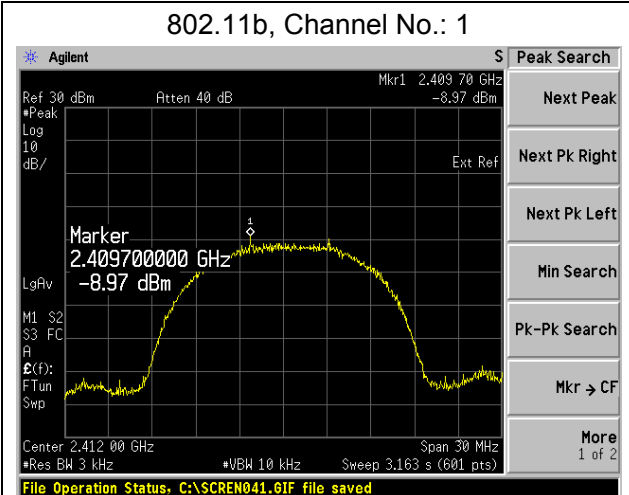 802.11b, Channel No.: 1
Agilent S Peak Search
Mkr1 2.409 70 GHz
Ref 30 dBm Atten 40 dB -8.97 dBm
#Peak
Log
10
dB/
Ext Ref
1
Marker
2.409700000 GHz
-8.97 dBm
LgAv
M1 S2
S3 FC
A
£(f):
FTun
Swp
Center 2.412 00 GHz Span 30 MHz
#Res BW 3 kHz #VBW 10 kHz Sweep 3.163 s (601 pts)
File Operation Status, C:\SCREN041.GIF file saved
Next Peak
Next Pk Right
Next Pk Left
Min Search
Pk-Pk Search
Mkr → CF
More
1 of 2